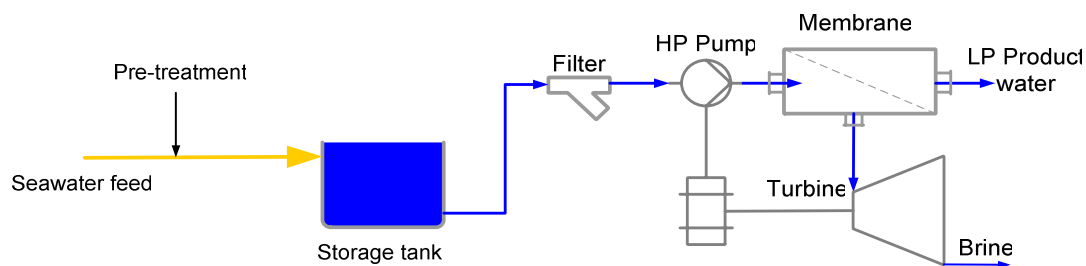 Membrane
HP Pump
LP Product
water
Filter
Pre-treatment
Seawater feed
Turbine
Storage tank
Brine